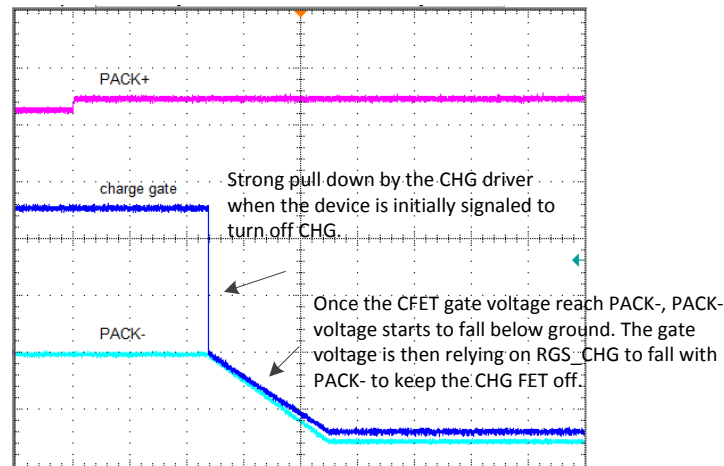 PACK+
charge gate
Strong pull down by the CHG driver
when the device is initially signaled to
turn off CHG.
PACK-
Once the CFET gate voltage reach PACK-, PACK-
voltage starts to fall below ground. The gate
voltage is then relying on RGS_CHG to fall with
PACK- to keep the CHG FET off.